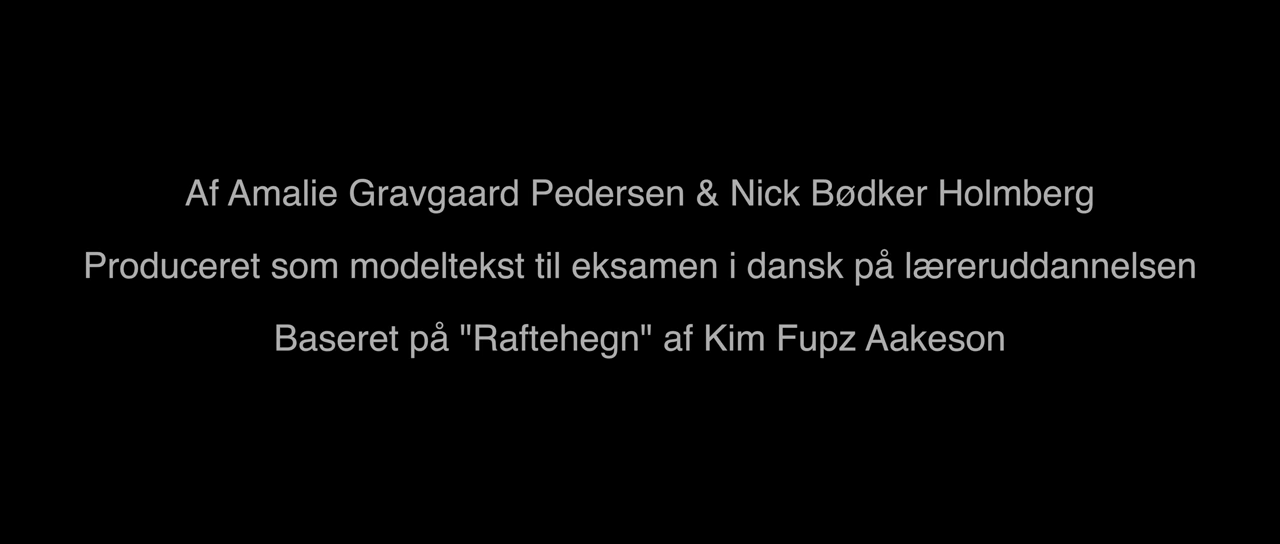 Af Amalie Gravgaard Pedersen & Nick Bødker Holmberg
Produceret som modeltekst til eksamen i dansk på læreruddannelsen
Baseret på "Raftehegn" af Kim Fupz Aakeson